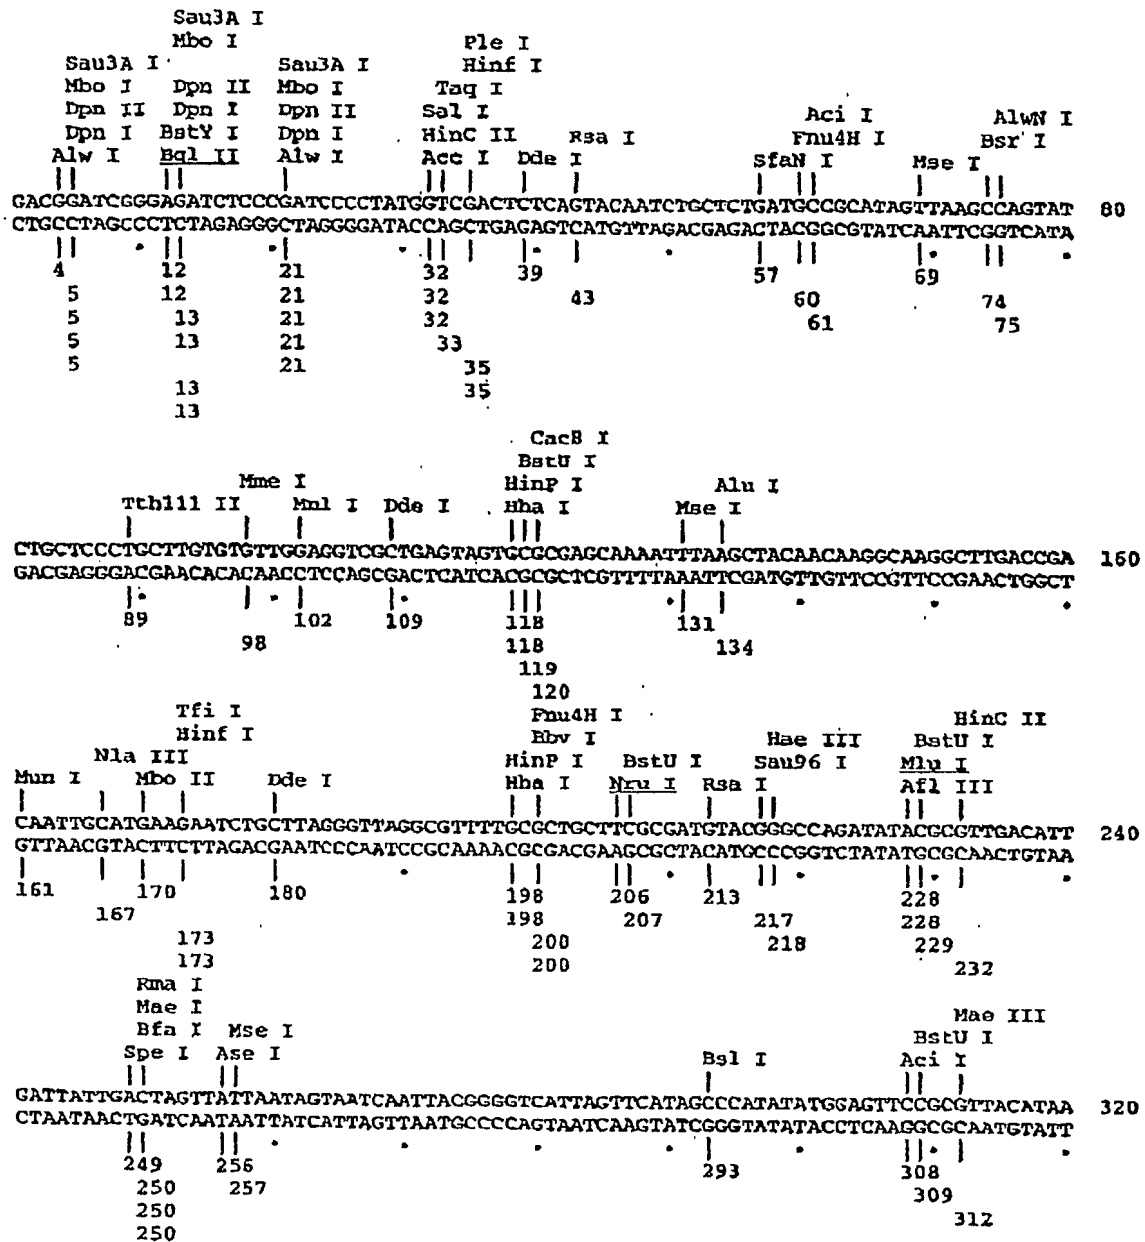 Sau3A I
Mbo I Ple I
Sau3A I Sau3A I Hinf I
Mbo I Dpn II Mbo I Taq I
Dpn II Dpn I Dpn II Sal I Aci I AlwN I
Dpn I BstY I Dpn I HinC II Rsa I Fnu4H I Bsr I
Alw I Bgl II Alw I Acc I Dde I SfaN I Mse I
GACGGATCGGGAGATCTCCCGATCCCCTATGGTCGACTCTCAGTACAATCTGCTCTGATGCCGCATAGTTAAGCCAGTAT 80
CTGCCTAGCCCTCTAGAGGGCTAGGGGATACCAGCTGAGAGTCATGTTAGACGAGACTACGGCGTATCAATTCGGTCATA
4 12 21 32 39 57 69
5 12 21 32 43 60 74
5 13 21 32 61 75
5 13 21 33
5 21 35
13 35
13
Cac8 I
BstU I
Mme I HinP I Alu I
Tth111 II Mnl I Dde I Hha I Mse I
CTGCTCCCTGCTTGTGTGTTGGAGGTCGCTGAGTAGTGCGCGAGCAAAATTTAAGCTACAACAAGGCAAGGCTTGACCGA 160
GACGAGGGACGAACACACAACCTCCAGCGACTCATCACGCGCTCGTTTTAAATTCGATGTTGTTCCGTTCCGAACTGGCT
89 102 109 118 131
98 118 134
119
120
Tfi I Fnu4H I HinC II
Hinf I Bbv I Hae III BstU I
Nla III HinP I BstU I Sau96 I Mlu I
Mun I Mbo II Dde I Hha I Nru I Rsa I Afl III
CAATTGCATGAAGAATCTGCTTAGGGTTAGGCGTTTTGCGCTGCTTCGCGATGTACGGGCCAGATATACGCGTTGACATT 240
GTTAACGTACTTCTTAGACGAATCCCAATCCGCAAAACGCGACGAAGCGCTACATGCCCGGTCTATATGCGCAACTGTAA
161 170 180 198 206 213 228
167 198 207 217 228
173 200 218 229
173 200 232
Rma I
Mae I Mae III
Bfa I Mse I BstU I
Spe I Ase I Bsl I Aci I
GATTATTGACTAGTTATTAATAGTAATCAATTACGGGGTCATTAGTTCATAGCCCATATATGGAGTTCCGCGTTACATAA 320
CTAATAACTGATCAATAATTATCATTAGTTAATGCCCCAGTAATCAAGTATCGGGTATATACCTCAAGGCGCAATGTATT
249 256 293 308
250 257 309
250 312
250